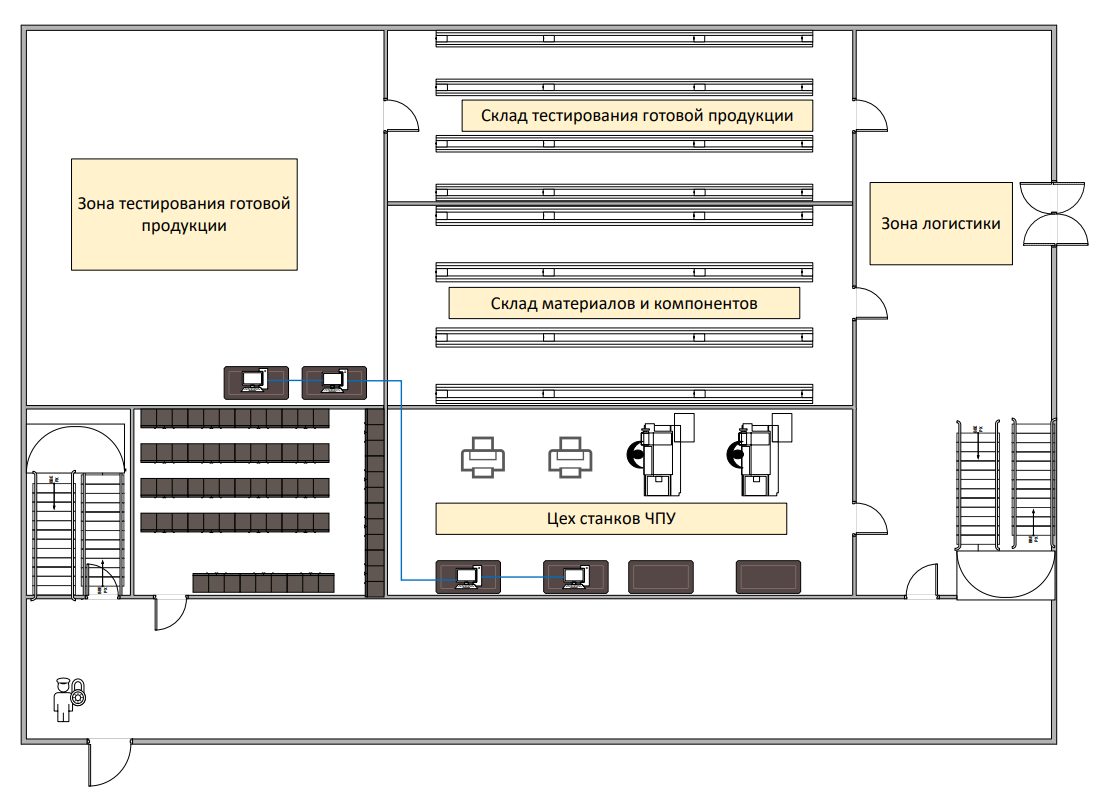 Склад тестирования готовой продукции
Зона тестирования готовой
продукции
Зона логистики
Склад материалов и компонентов
Цех станков ЧПУ